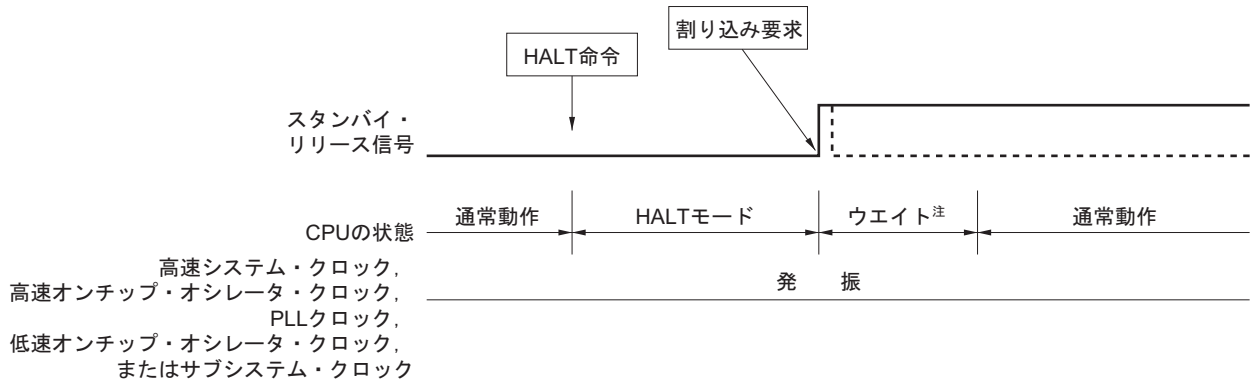 割り込み要求
HALT命令
スタンバイ・
リリース信号
通常動作
HALTモード
ウエイト注
通常動作
CPUの状態
高速システム・クロック,
高速オンチップ・オシレータ・クロック,
PLLクロック,
低速オンチップ・オシレータ・クロック,
またはサブシステム・クロック
発　　振